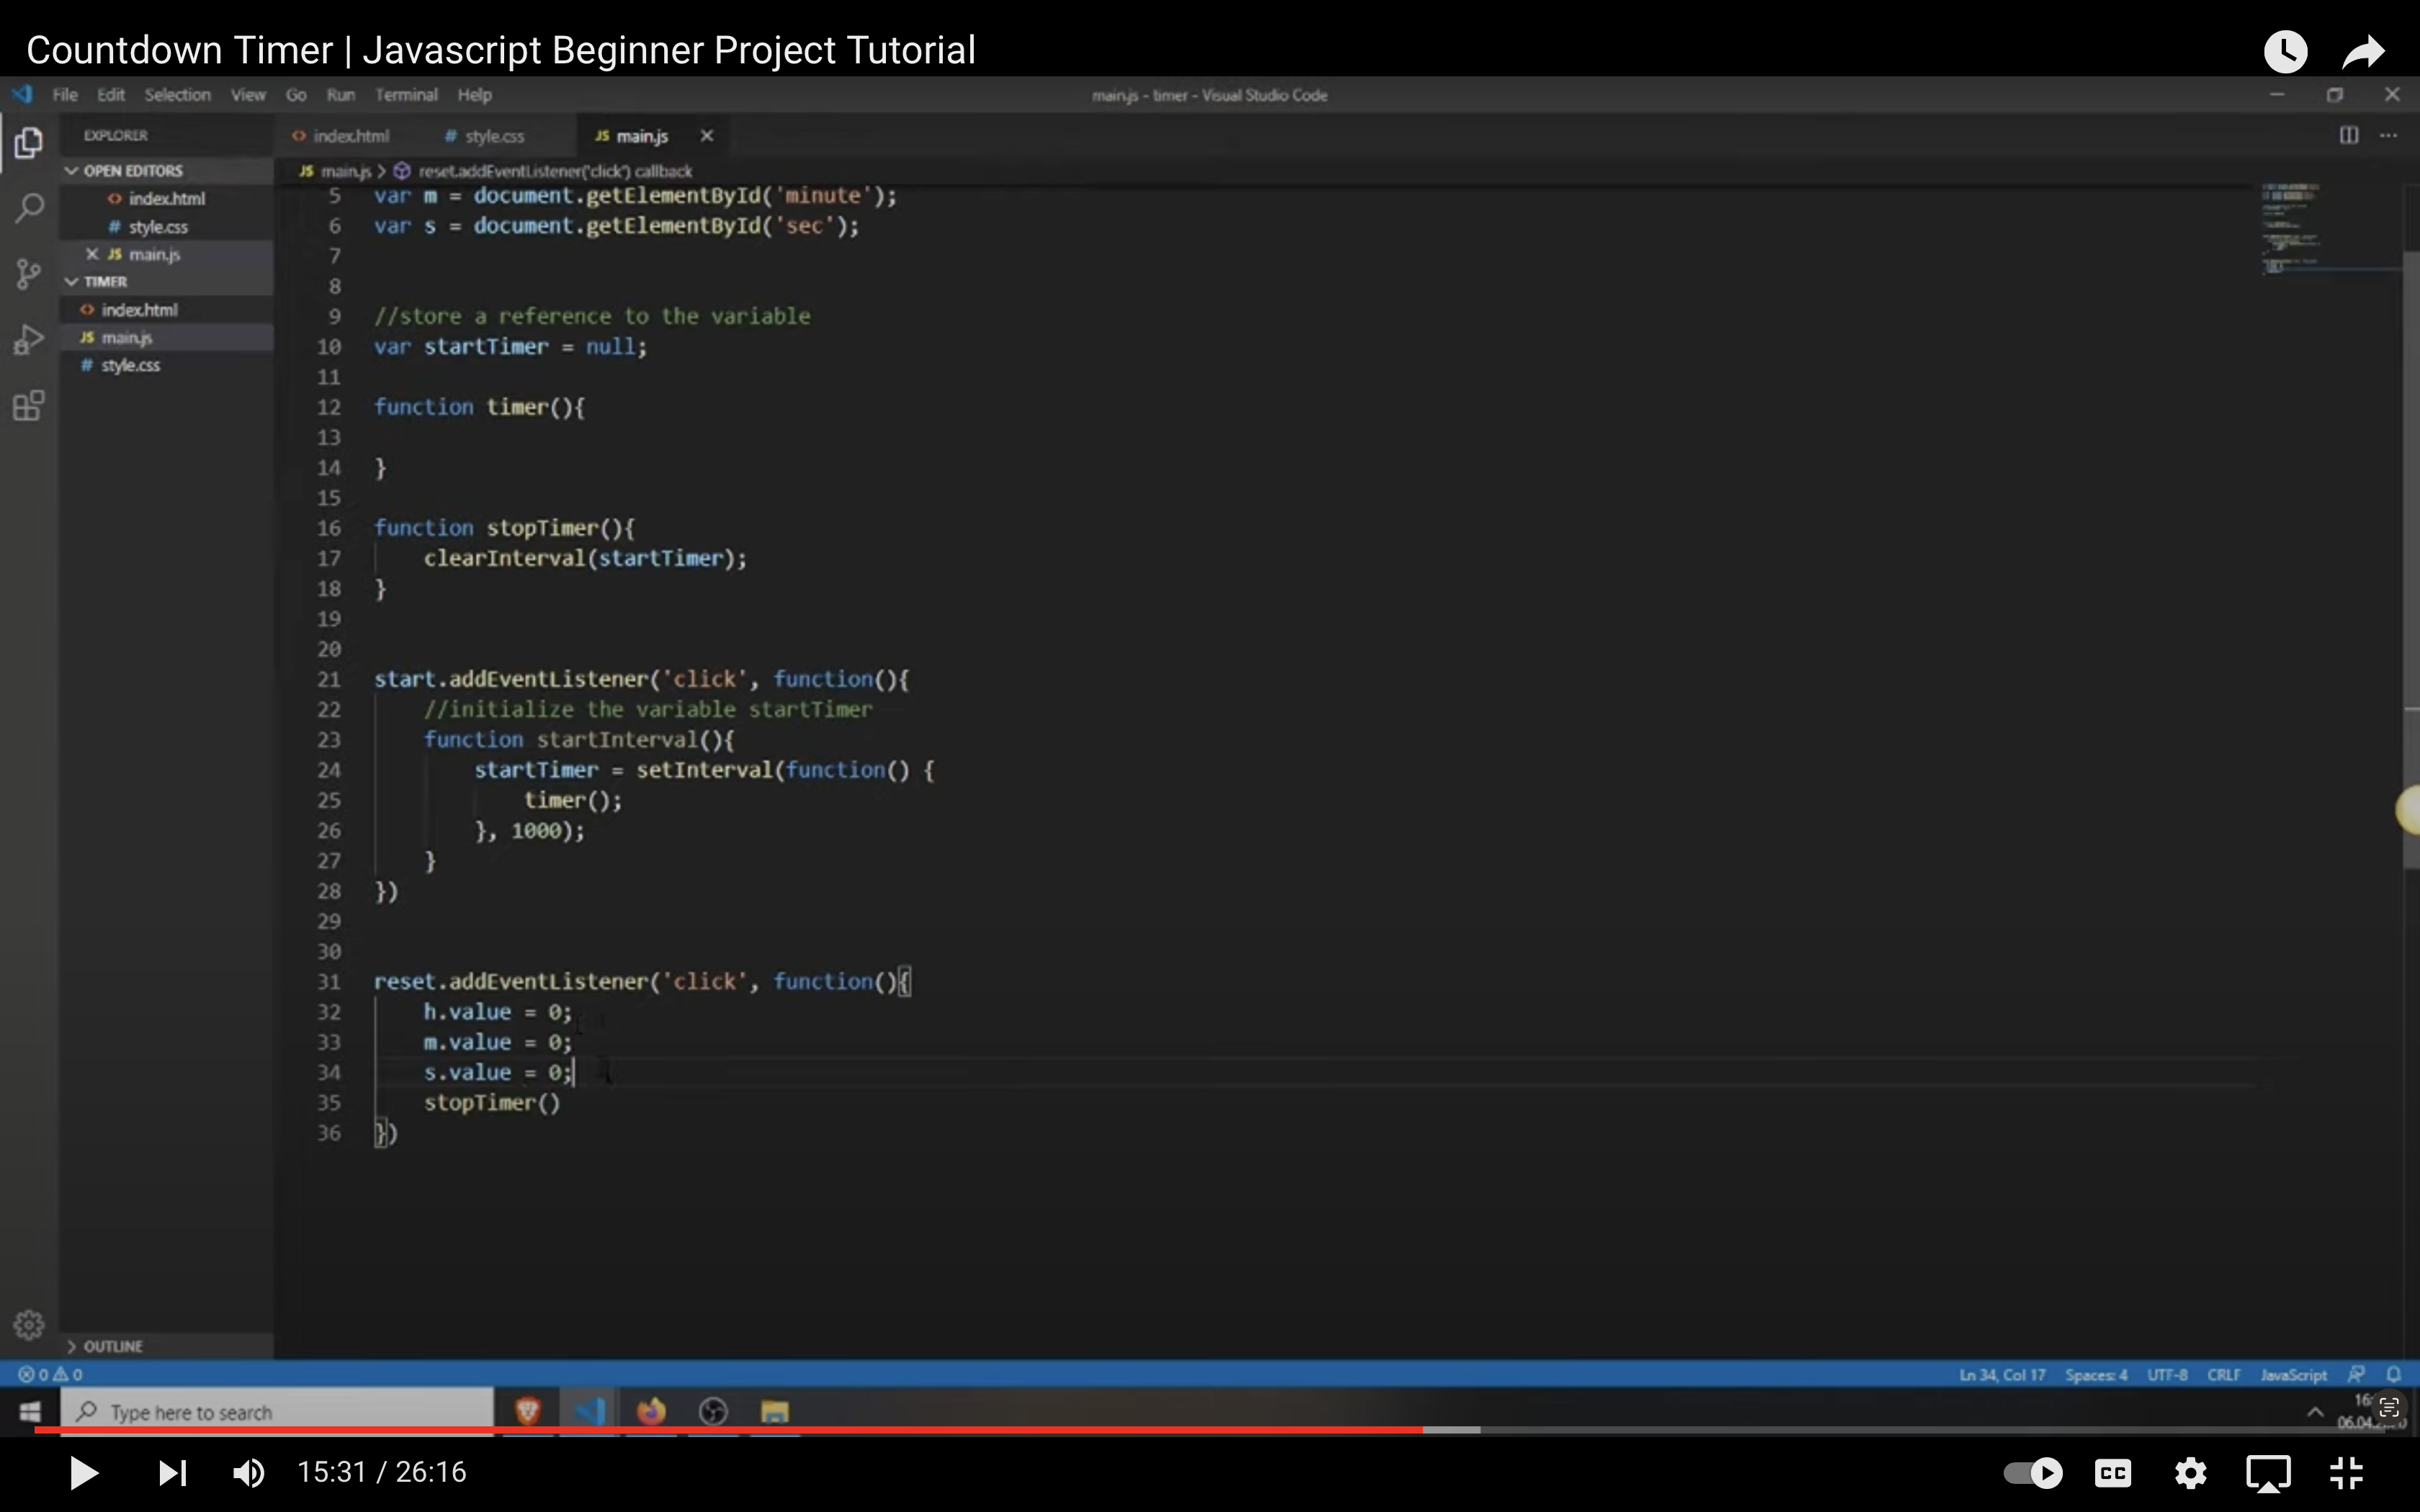 Countdown Timer | Javascript Beginner Project Tutorial
File Edit Selection View Go Run Terminal Help
main.js - timer - Visual Studio Code
EXPLORER
index.html
style.css
main.js
OPEN EDITORS
index.html
style.css
main.js
TIMER
index.html
main.js
style.css
OUTLINE
main.js > reset.addEventListener('click') callback
5 var m = document.getElementById('minute');
6 var s = document.getElementById('sec');
7
8
9 //store a reference to the variable
10 var startTimer = null;
11
12 function timer(){
13
14 }
15
16 function stopTimer(){
17 clearInterval(startTimer);
18 }
19
20
21 start.addEventListener('click', function(){
22 //initialize the variable startTimer
23 function startInterval(){
24 startTimer = setInterval(function() {
25 timer();
26 }, 1000);
27 }
28 })
29
30
31 reset.addEventListener('click', function(){
32 h.value = 0;
33 m.value = 0;
34 s.value = 0;
35 stopTimer()
36 })
0 0
Ln 34, Col 17 Spaces: 4 UTF-8 CRLF JavaScript
Type here to search
15:31 / 26:16
CC